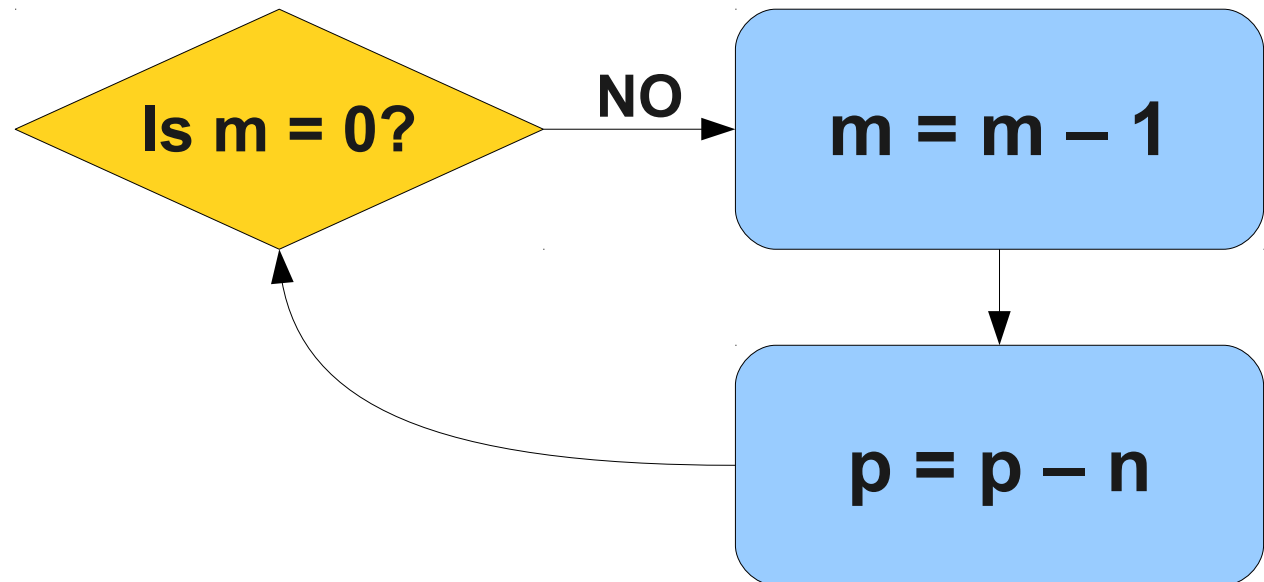 Is m = 0?
NO
m = m – 1
p = p – n